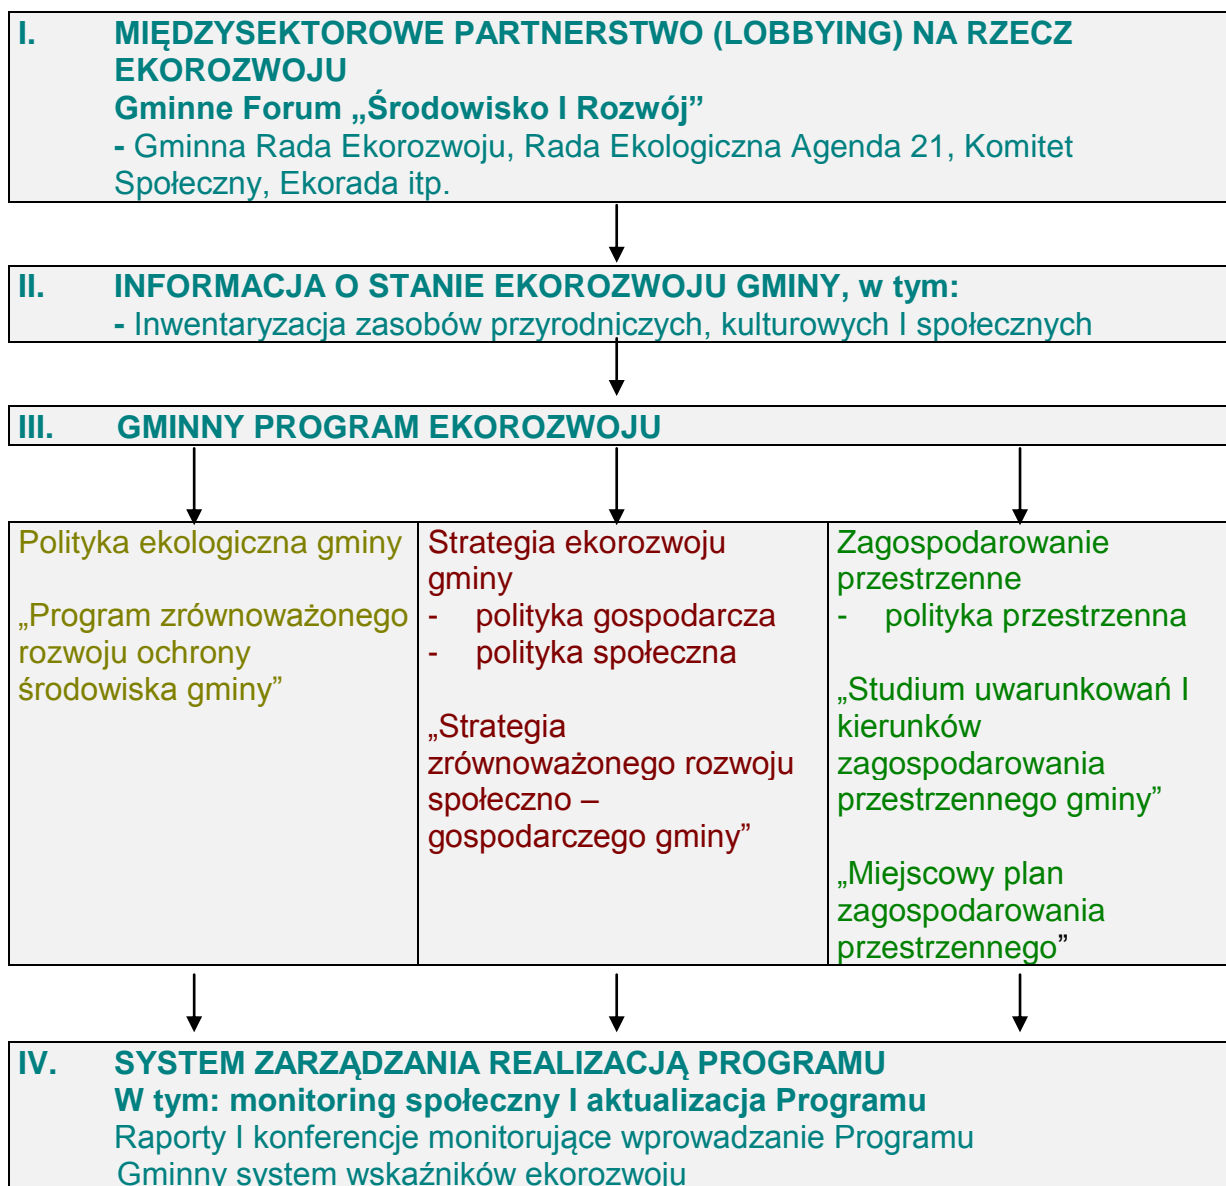 I. MIĘDZYSEKTOROWE PARTNERSTWO (LOBBYING) NA RZECZ
EKOROZWOJU
Gminne Forum „Środowisko I Rozwój”
- Gminna Rada Ekorozwoju, Rada Ekologiczna Agenda 21, Komitet
Społeczny, Ekorada itp.
II. INFORMACJA O STANIE EKOROZWOJU GMINY, w tym:
- Inwentaryzacja zasobów przyrodniczych, kulturowych I społecznych
III. GMINNY PROGRAM EKOROZWOJU
Polityka ekologiczna gminy
„Program zrównoważonego
rozwoju ochrony
środowiska gminy”
Strategia ekorozwoju
gminy
- polityka gospodarcza
- polityka społeczna
„Strategia
zrównoważonego rozwoju
społeczno –
gospodarczego gminy”
Zagospodarowanie
przestrzenne
- polityka przestrzenna
„Studium uwarunkowań I
kierunków
zagospodarowania
przestrzennego gminy”
„Miejscowy plan
zagospodarowania
przestrzennego”
IV. SYSTEM ZARZĄDZANIA REALIZACJĄ PROGRAMU
W tym: monitoring społeczny I aktualizacja Programu
Raporty I konferencje monitorujące wprowadzanie Programu
Gminny system wskaźników ekorozwoju